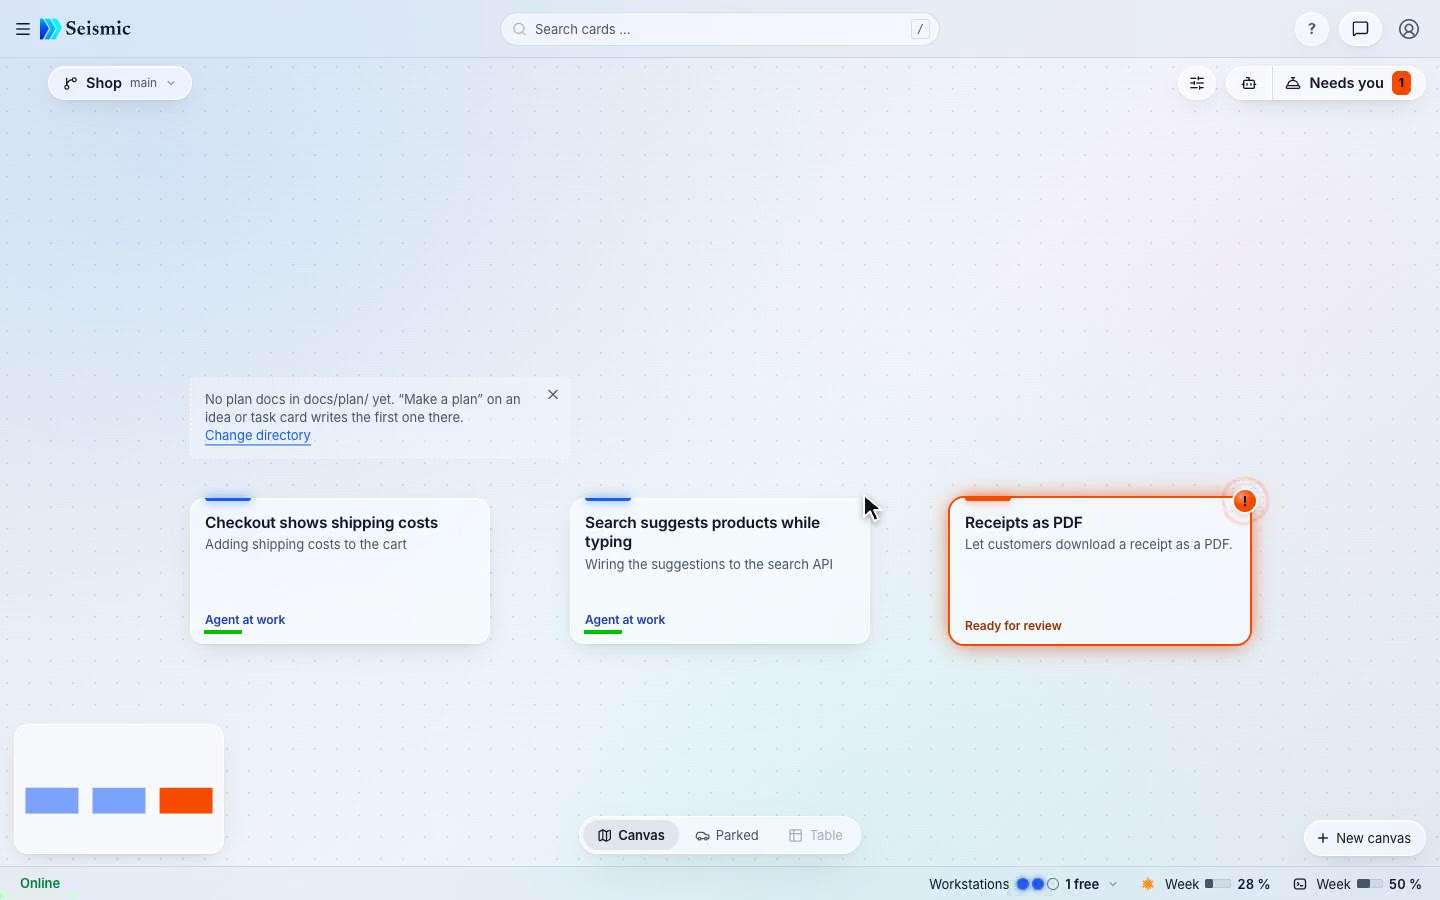 Seismic
Search cards ...
/
?
Shop main
Needs you 1
No plan docs in docs/plan/ yet. “Make a plan” on an
idea or task card writes the first one there.
Change directory
Checkout shows shipping costs
Adding shipping costs to the cart
Agent at work
Search suggests products while
typing
Wiring the suggestions to the search API
Agent at work
!
Receipts as PDF
Let customers download a receipt as a PDF.
Ready for review
Canvas
Parked
Table
New canvas
Online
Workstations 1 free
Week 28 %
Week 50 %